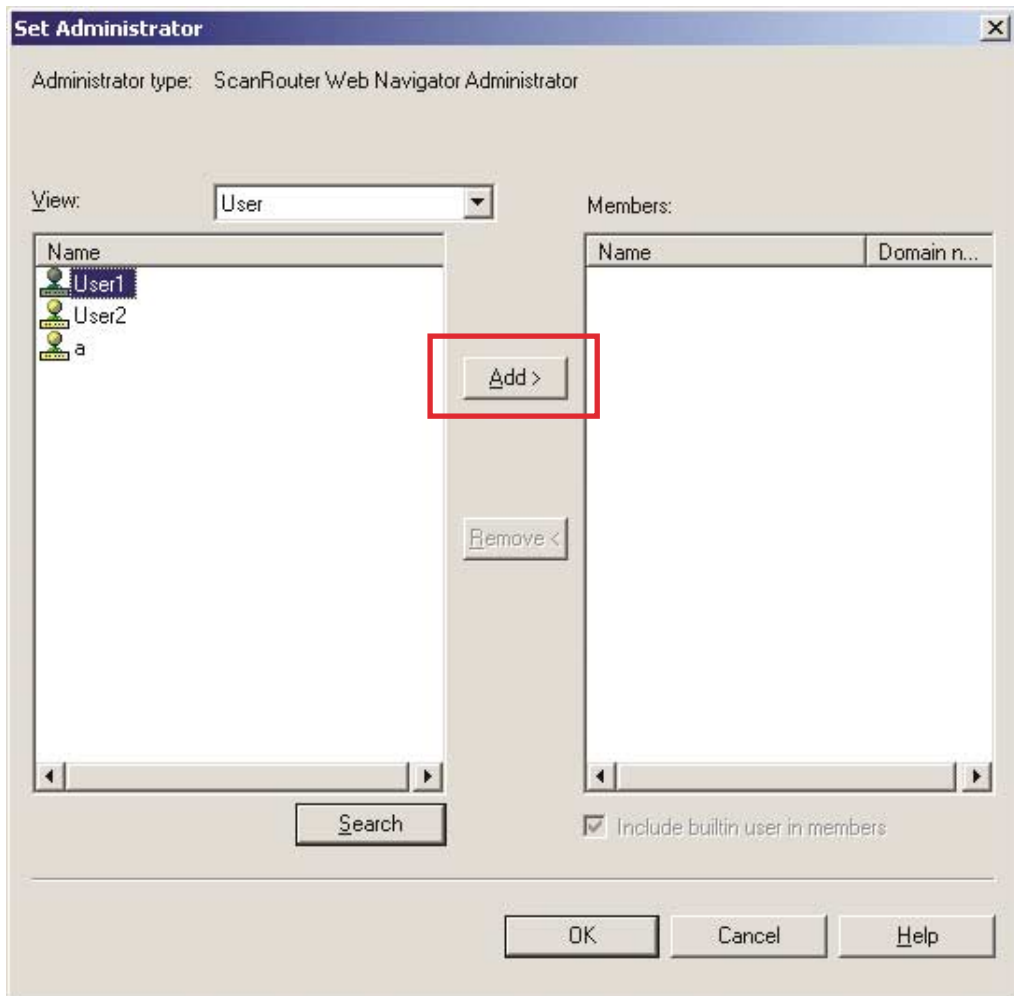 Set Administrator
Administrator type: ScanRouter Web Navigator Administrator
View: User
Members:
Name
User1
User2
a
Name Domain n...
Add >
Remove <
Search
Include builtin user in members
OK Cancel Help